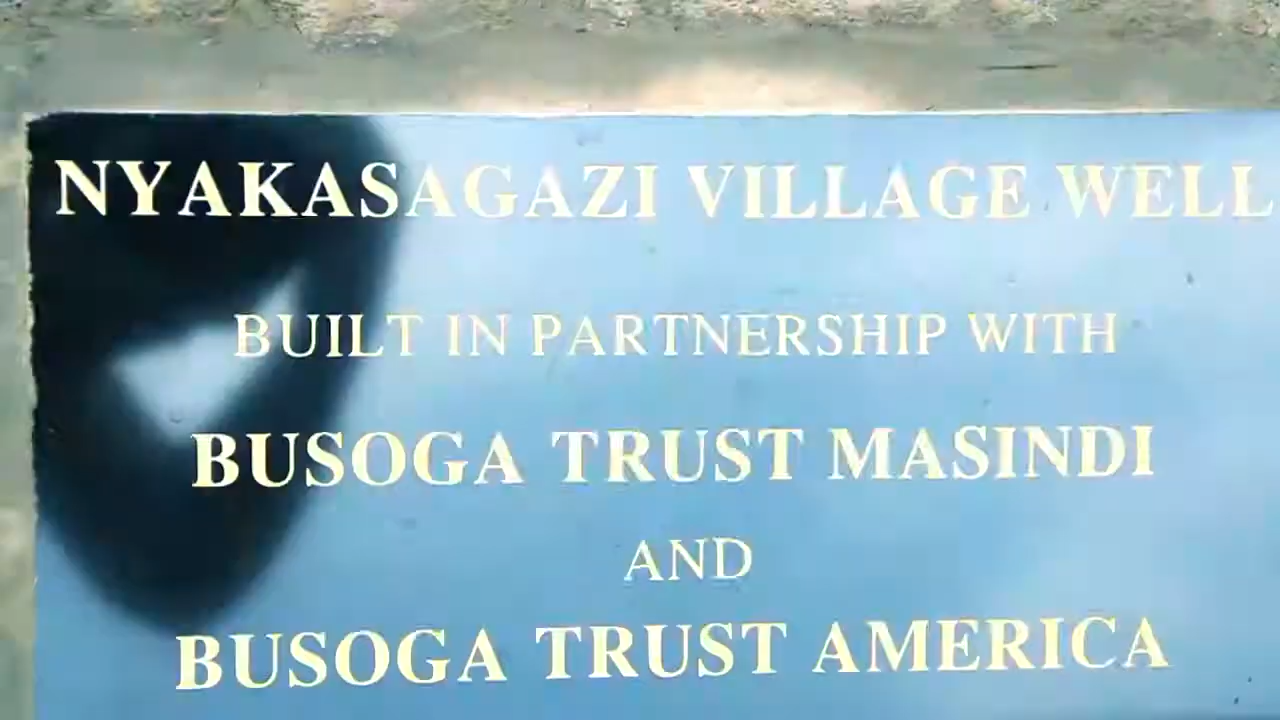 NYAKASAGAZI VILLAGE WELL
BUILT IN PARTNERSHIP WITH
BUSOGA TRUST MASINDI
AND
BUSOGA TRUST AMERICA